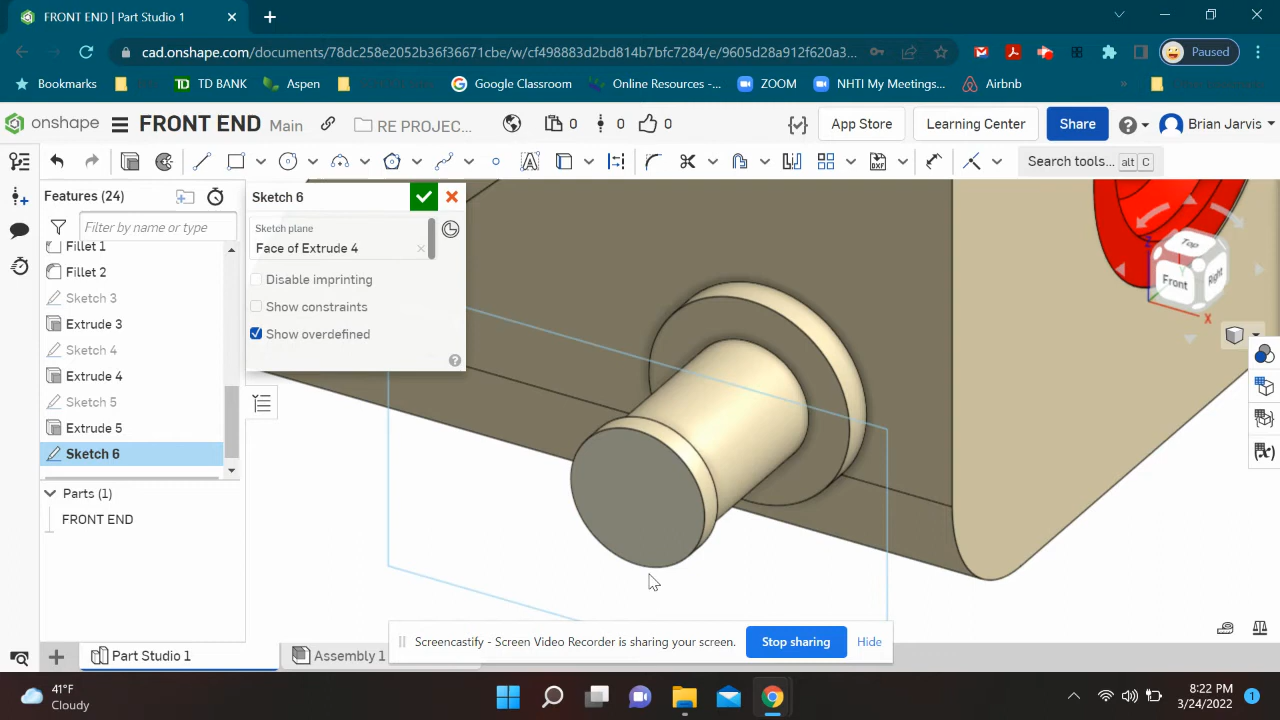 FRONT END | Part Studio 1
cad.onshape.com/documents/78dc258e2052b36f36671cbe/w/cf498883d2bd814b7bfc7284/e/9605d28a912f620a3...
Paused
Bookmarks
TD BANK
Aspen
Google Classroom
Online Resources -...
ZOOM
NHTI My Meetings...
Airbnb
onshape
FRONT END Main
RE PROJEC...
0
0
0
App Store
Learning Center
Share
Brian Jarvis
Search tools... alt C
Features (24)
Filter by name or type
Fillet 1
Fillet 2
Sketch 3
Extrude 3
Sketch 4
Extrude 4
Sketch 5
Extrude 5
Sketch 6
Parts (1)
FRONT END
Sketch 6
Sketch plane
Face of Extrude 4
Disable imprinting
Show constraints
Show overdefined
Top
Front
Right
Z
X
Screencastify - Screen Video Recorder is sharing your screen.
Stop sharing
Hide
Part Studio 1
Assembly 1
41°F
Cloudy
8:22 PM
3/24/2022
1